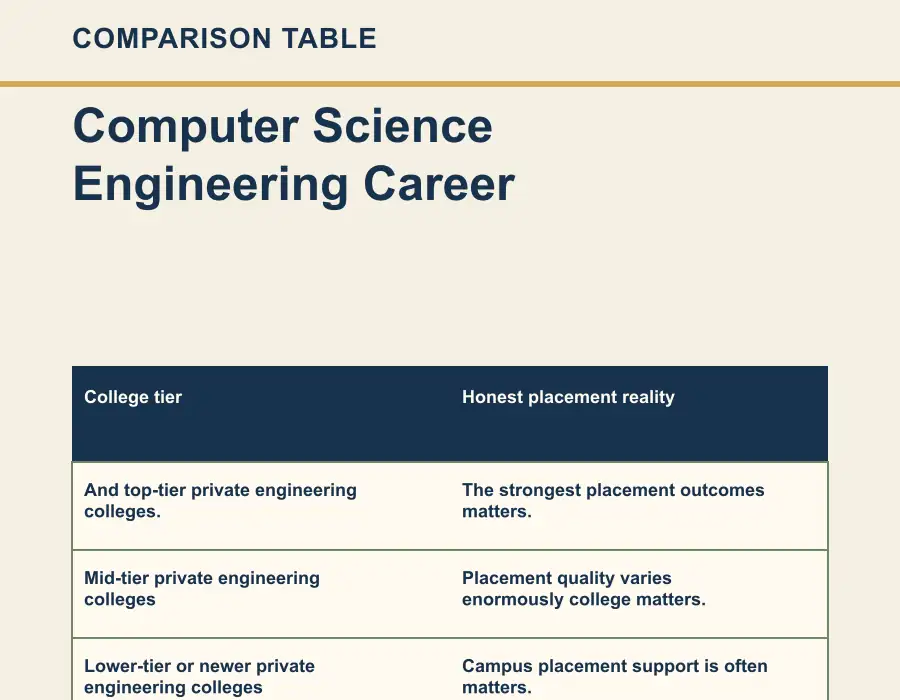 COMPARISON TABLE
Computer Science
Engineering Career
College tier
Honest placement reality
And top-tier private engineering
colleges.
The strongest placement outcomes
matters.
Mid-tier private engineering
colleges
Placement quality varies
enormously college matters.
Lower-tier or newer private
engineering colleges
Campus placement support is often
matters.